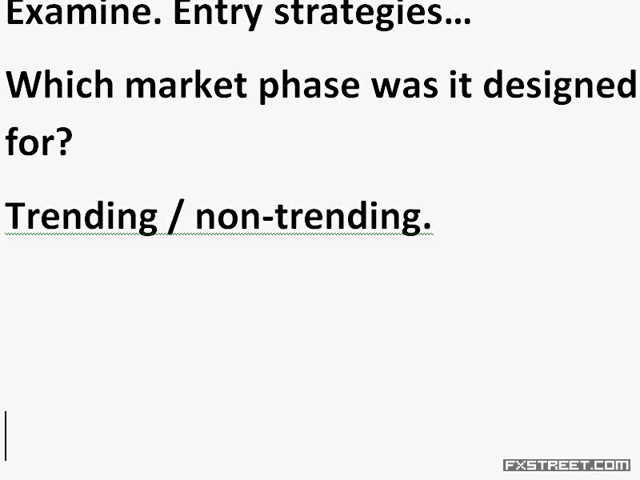 Examine. Entry strategies...
Which market phase was it designed
for?
Trending / non-trending.
FXSTREET.COM